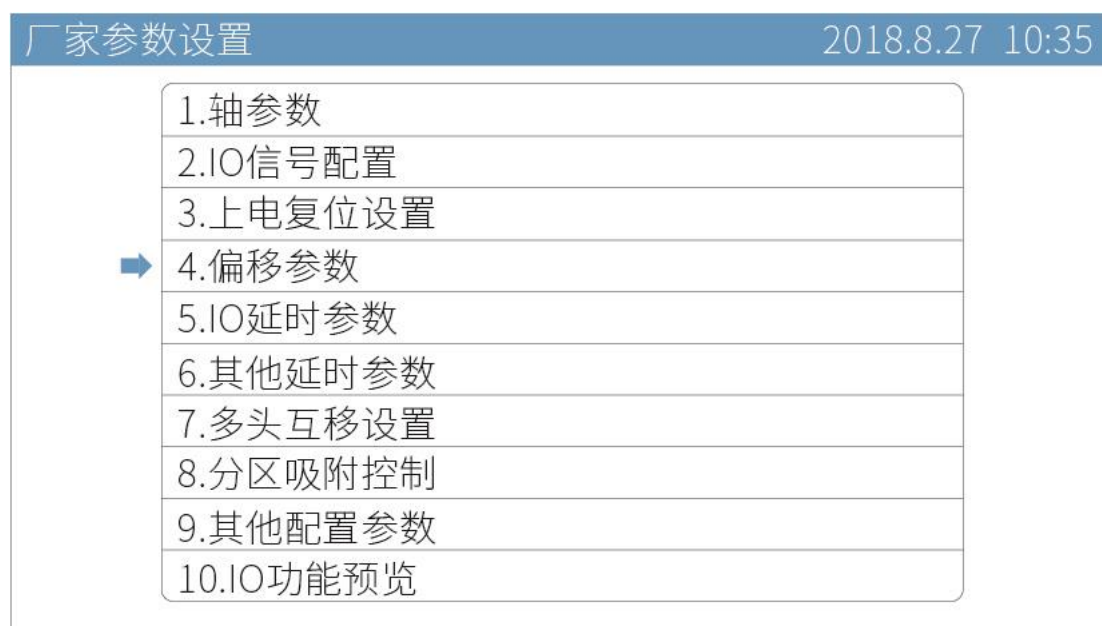 厂家参数设置 2018.8.27 10:35
1.轴参数
2.IO信号配置
3.上电复位设置
4.偏移参数
5.IO延时参数
6.其他延时参数
7.多头互移设置
8.分区吸附控制
9.其他配置参数
10.IO功能预览